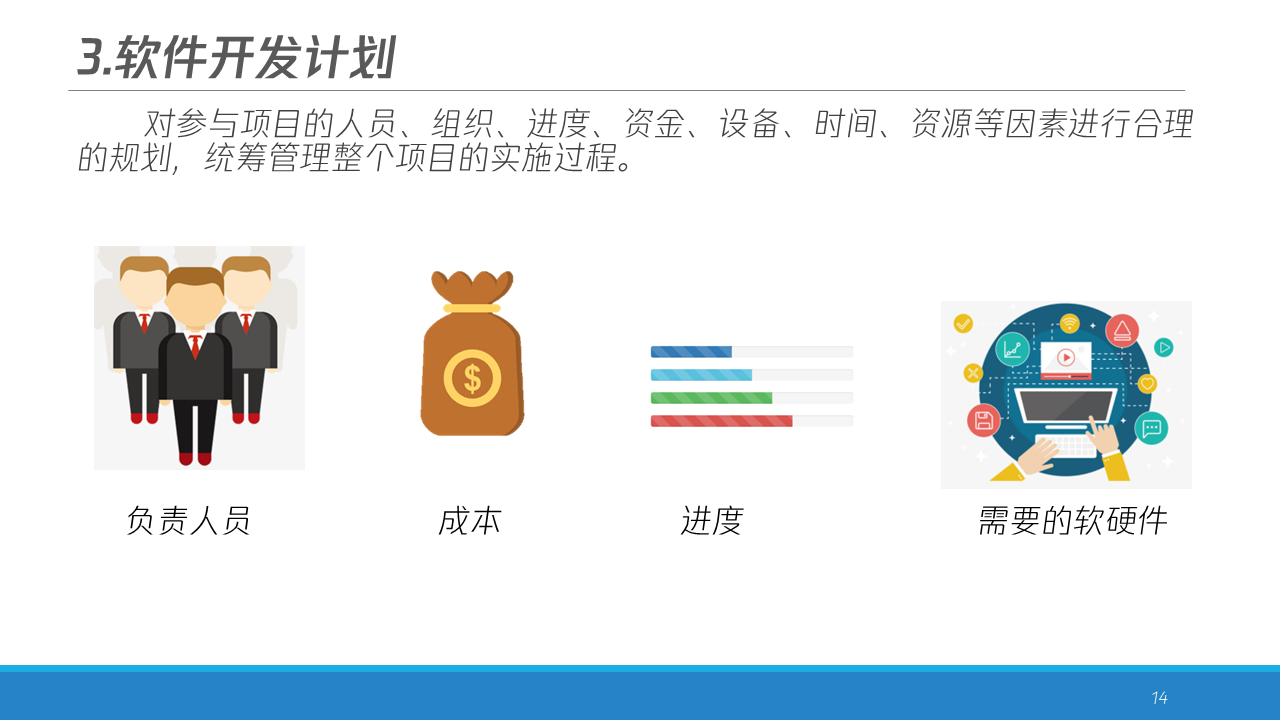 3.软件开发计划
对参与项目的人员、组织、进度、资金、设备、时间、资源等因素进行合理
的规划，统筹管理整个项目的实施过程。
$
负责人员
成本
进度
需要的软硬件
14